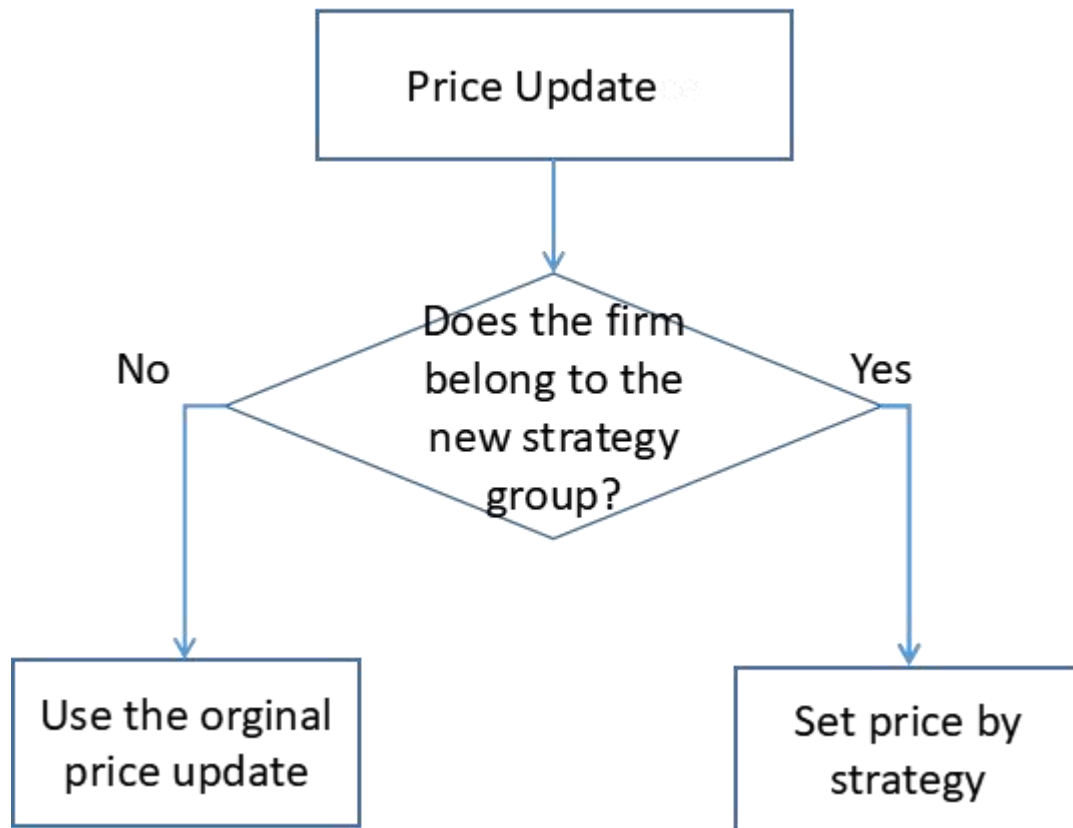 Price Update
Does the firm
belong to the
new strategy
group?
No
Yes
Use the orginal
price update
Set price by
strategy